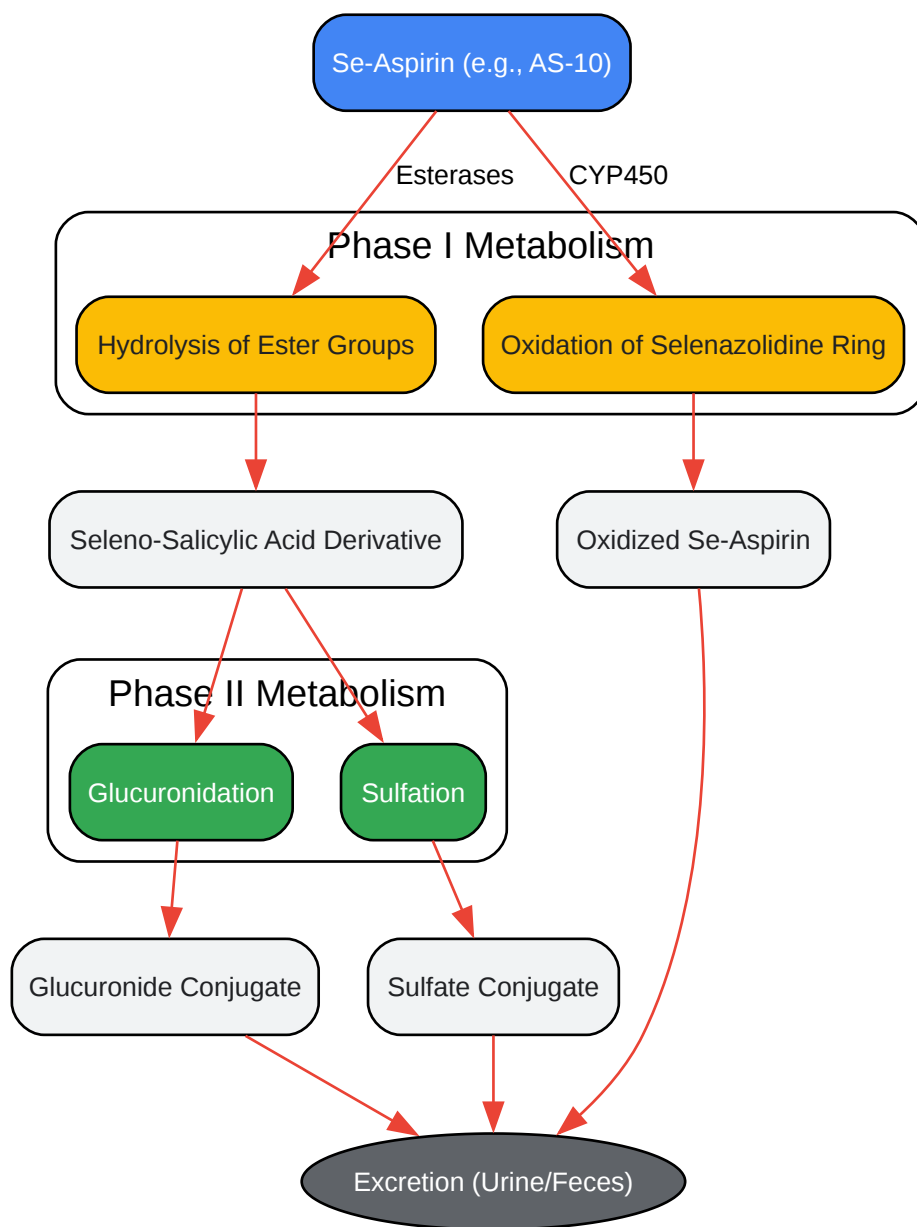 Se-Aspirin (e.g., AS-10)
Esterases
CYP450
Phase I Metabolism
Hydrolysis of Ester Groups
Oxidation of Selenazolidine Ring
Seleno-Salicylic Acid Derivative
Oxidized Se-Aspirin
Phase II Metabolism
Glucuronidation
Sulfation
Glucuronide Conjugate
Sulfate Conjugate
Excretion (Urine/Feces)